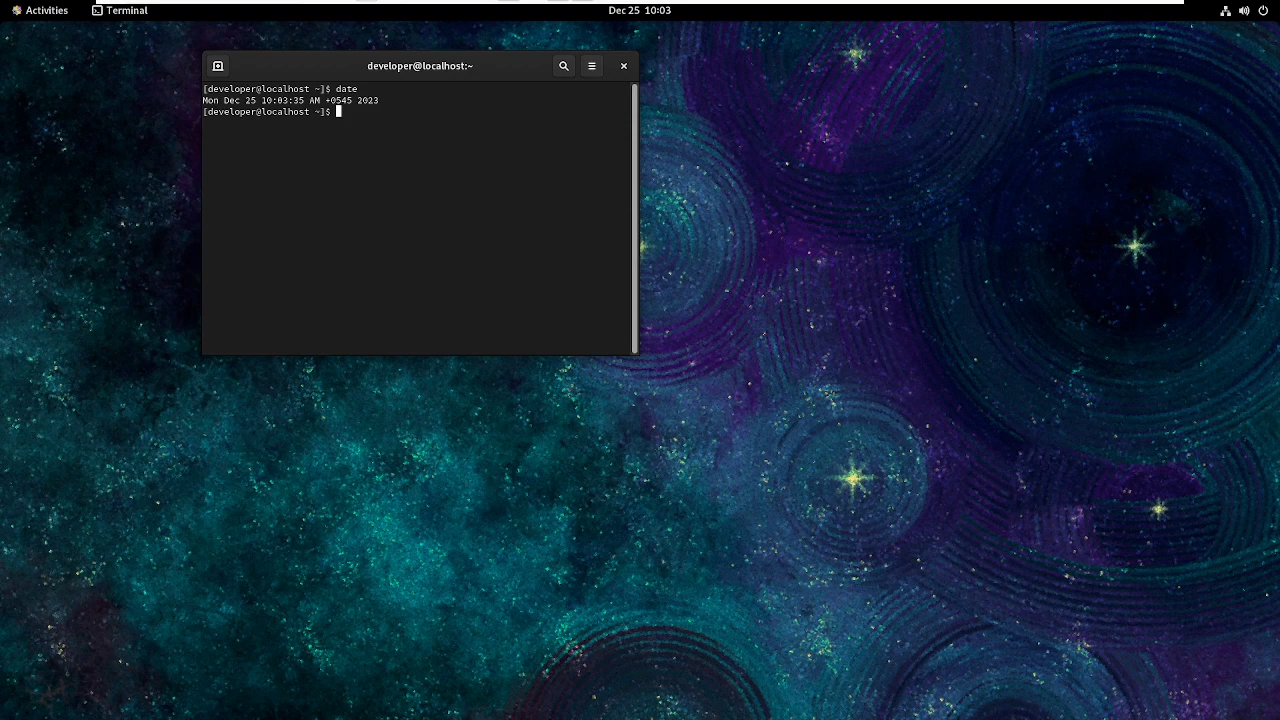 Activities
Terminal
Dec 25 10:03
developer@localhost:~
[developer@localhost ~]$ date
Mon Dec 25 10:03:35 AM +0545 2023
[developer@localhost ~]$